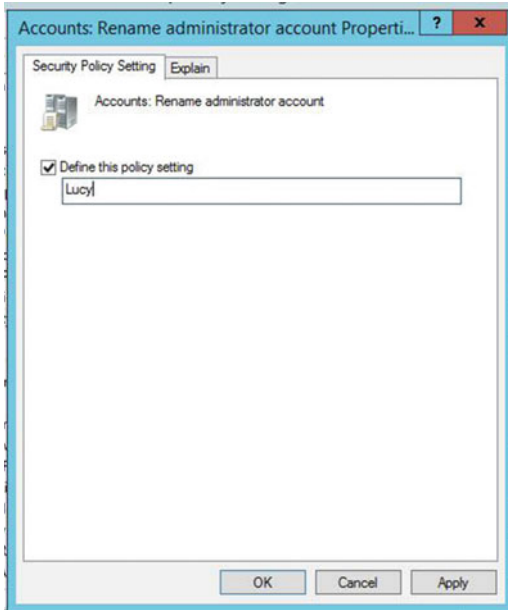 Accounts: Rename administrator account Properti...
?
x
Security Policy Setting
Explain
Accounts: Rename administrator account
Define this policy setting
Lucy
OK
Cancel
Apply